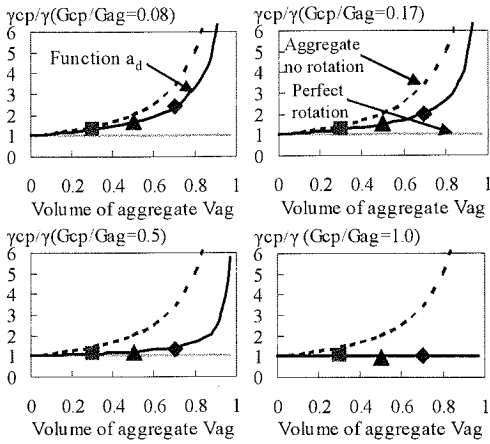 γcp/γ(Gcp/Gag=0.08)
6
5
4
3
2
1
0
Function ad
0 0.2 0.4 0.6 0.8 1
Volume of aggregate Vag
γcp/γ(Gcp/Gag=0.17)
6
5
4
3
2
1
0
Aggregate
no rotation
Perfect
rotation
0 0.2 0.4 0.6 0.8 1
Volume of aggregate Vag
γcp/γ(Gcp/Gag=0.5)
6
5
4
3
2
1
0
0 0.2 0.4 0.6 0.8 1
Volume of aggregate Vag
γcp/γ (Gcp/Gag=1.0)
6
5
4
3
2
1
0
0 0.2 0.4 0.6 0.8 1
Volume of aggregate Vag